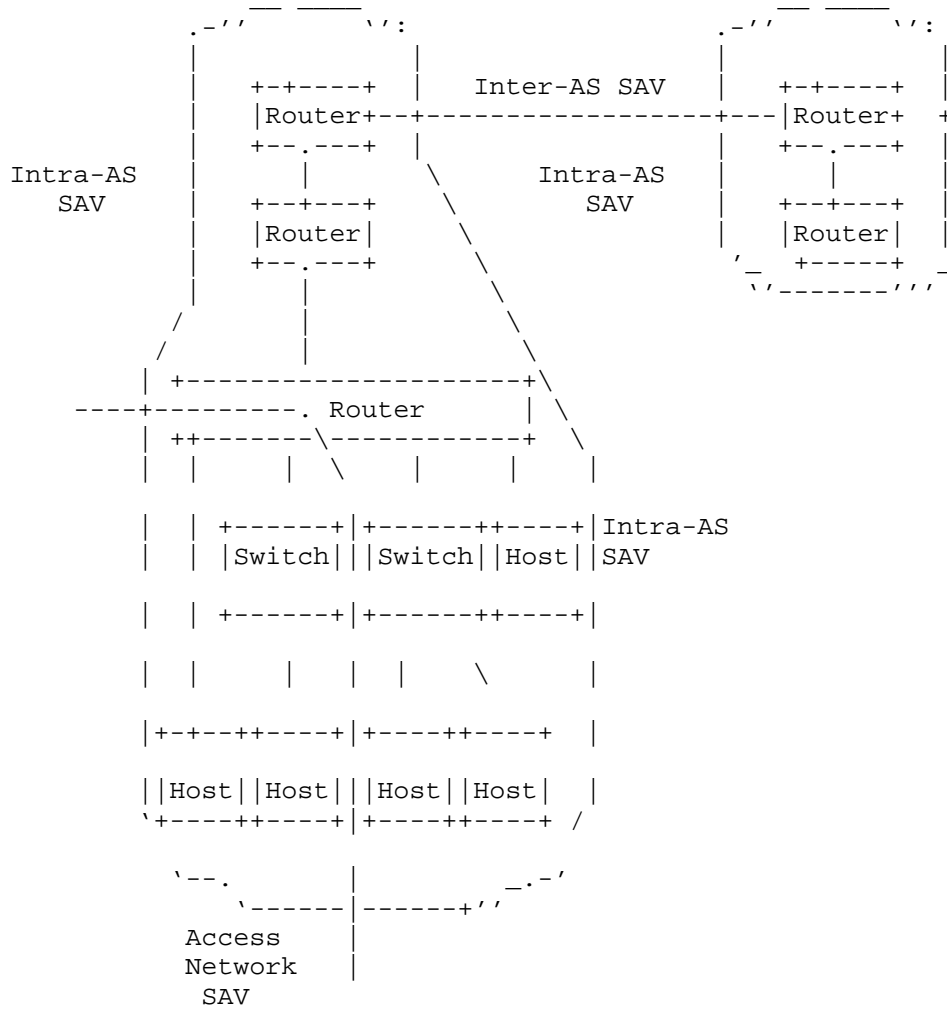 Inter-AS SAV
Router Router
Intra-AS Intra-AS
SAV SAV
Router Router
Router
Intra-AS
Switch Switch Host SAV
Host Host Host Host
Access
Network
SAV